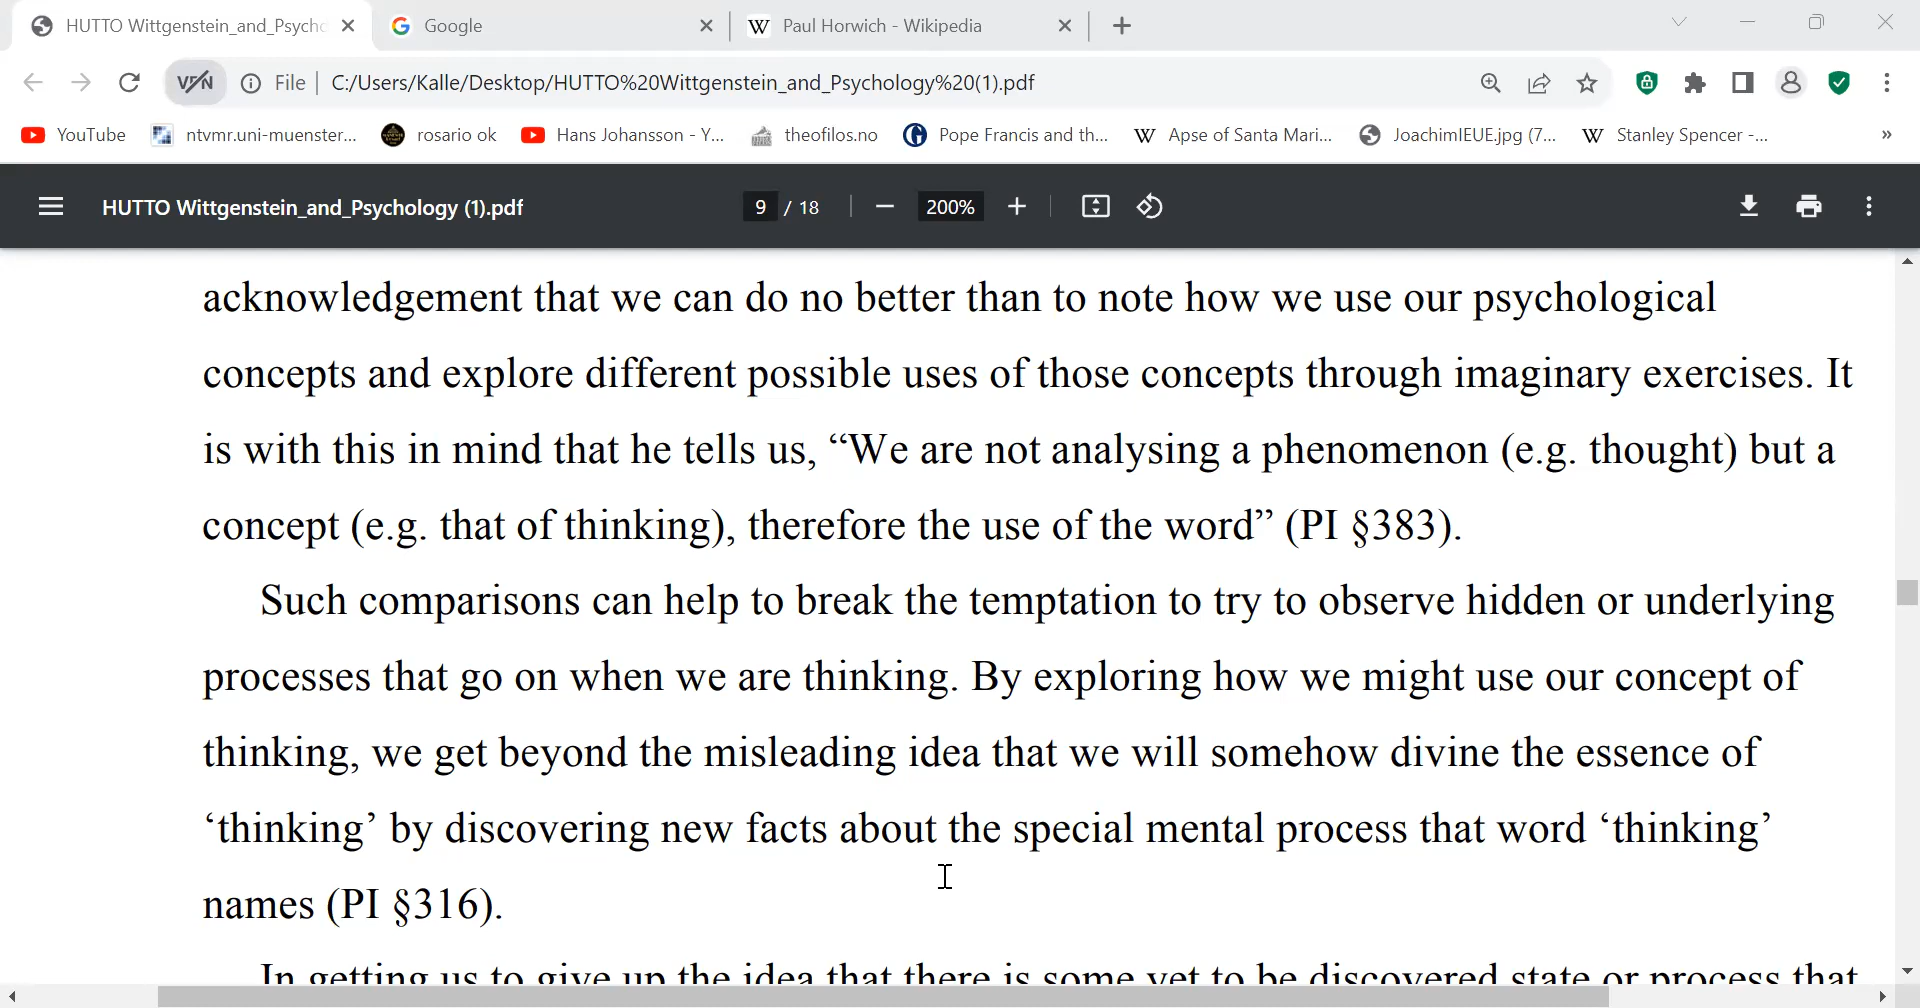 HUTTO Wittgenstein_and_Psycho
Google
Paul Horwich - Wikipedia
VPN
File
C:/Users/Kalle/Desktop/HUTTO%20Wittgenstein_and_Psychology%20(1).pdf
YouTube
ntvmr.uni-muenster...
rosario ok
Hans Johansson - Y...
theofilos.no
Pope Francis and th...
Apse of Santa Mari...
JoachimIEUE.jpg (7...
Stanley Spencer -...
»
HUTTO Wittgenstein_and_Psychology (1).pdf
9 / 18
200%
acknowledgement that we can do no better than to note how we use our psychological
concepts and explore different possible uses of those concepts through imaginary exercises. It
is with this in mind that he tells us, “We are not analysing a phenomenon (e.g. thought) but a
concept (e.g. that of thinking), therefore the use of the word” (PI §383).
Such comparisons can help to break the temptation to try to observe hidden or underlying
processes that go on when we are thinking. By exploring how we might use our concept of
thinking, we get beyond the misleading idea that we will somehow divine the essence of
‘thinking’ by discovering new facts about the special mental process that word ‘thinking’
names (PI §316).
In getting us to give up the idea that there is some yet to be discovered state or process that